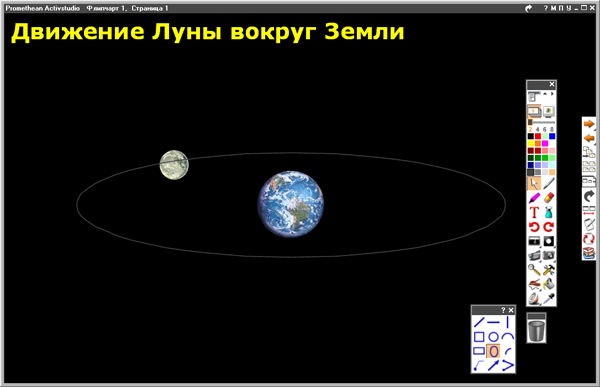 Promethean Activstudio Флипчарт 1, Страница 1
? М П У
Движение Луны вокруг Земли
2 4 6 8
T
?